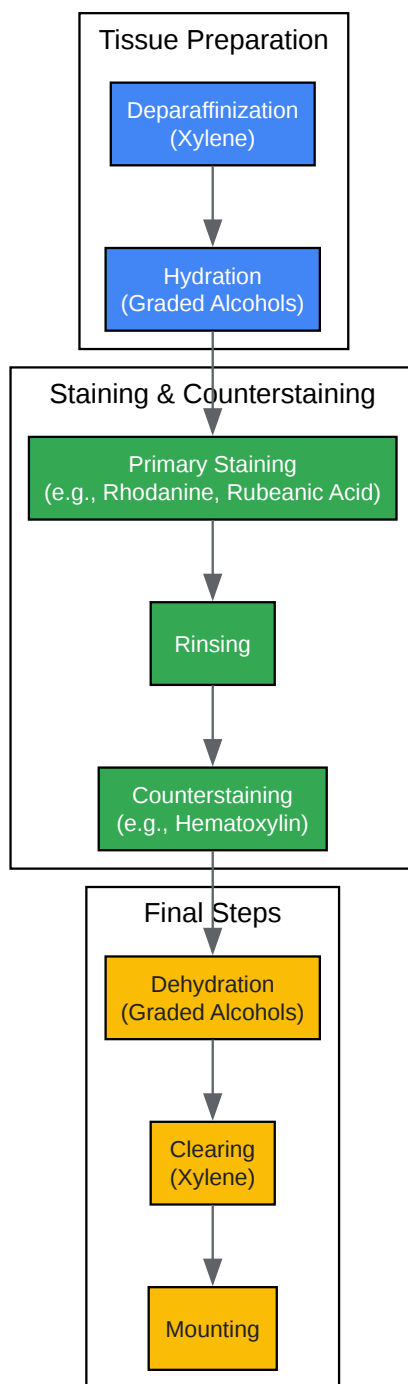 Tissue Preparation
Deparaffinization
(Xylene)
Hydration
(Graded Alcohols)
Staining & Counterstaining
Primary Staining
(e.g., Rhodanine, Rubeanic Acid)
Rinsing
Counterstaining
(e.g., Hematoxylin)
Final Steps
Dehydration
(Graded Alcohols)
Clearing
(Xylene)
Mounting